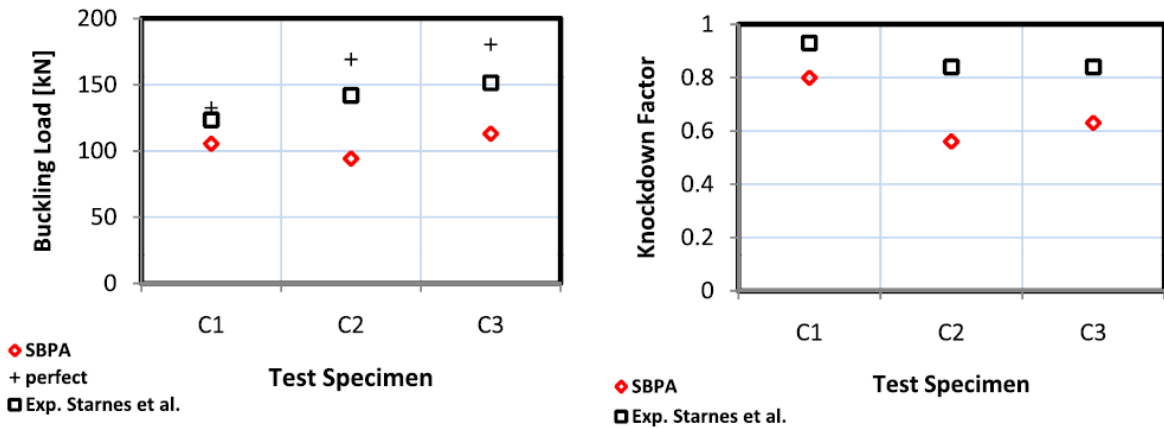 Buckling Load [kN]
200
150
100
50
0
C1 C2 C3
Test Specimen
SBPA
perfect
Exp. Starnes et al.
Knockdown Factor
1
0.8
0.6
0.4
0.2
0
C1 C2 C3
Test Specimen
SBPA
Exp. Starnes et al.